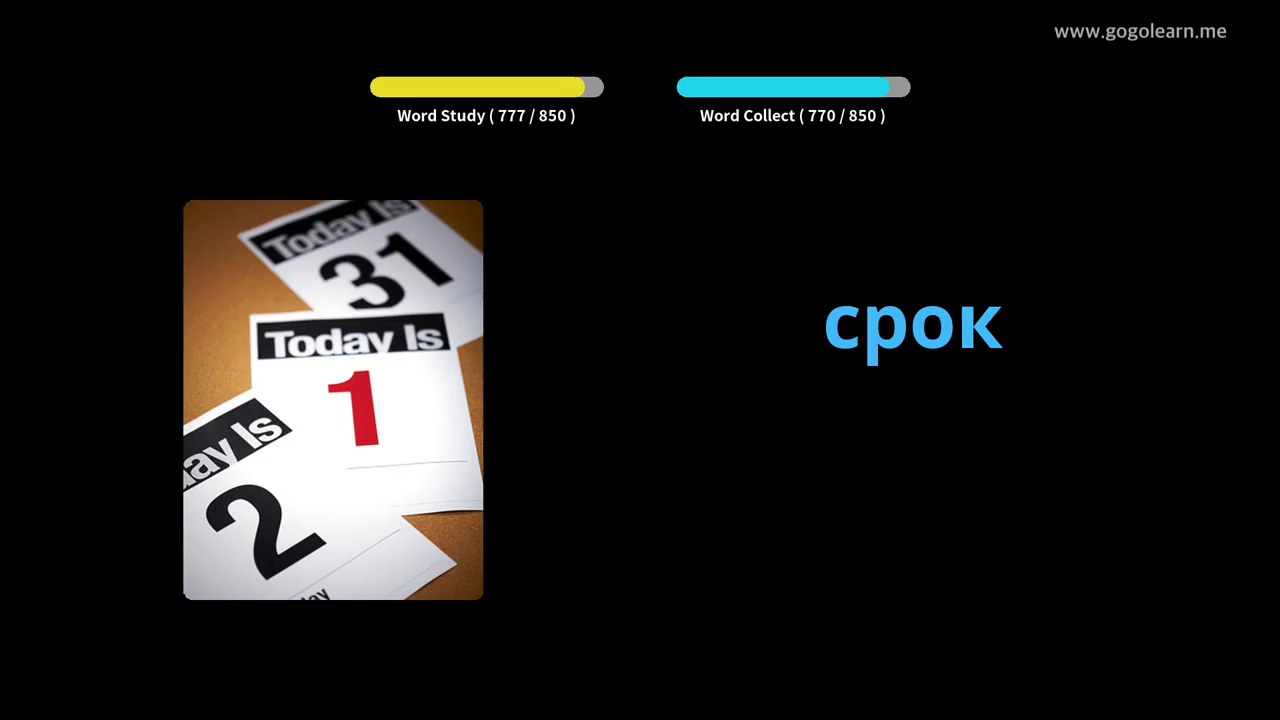 www.gogolearn.me
Word Study ( 777 / 850 )
Word Collect ( 770 / 850 )
Today Is
31
Today Is
1
ay Is
2
срок